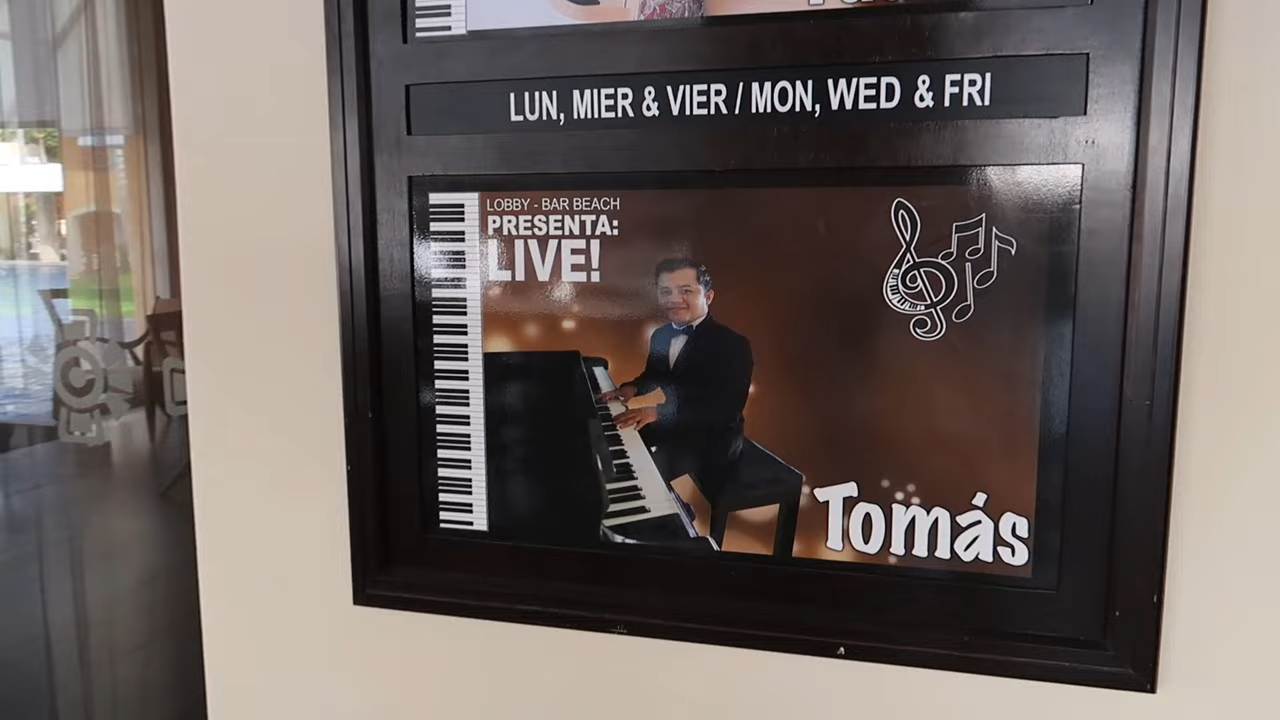 LUN, MIER & VIER / MON, WED & FRI
LOBBY - BAR BEACH
PRESENTA:
LIVE!
Tomás